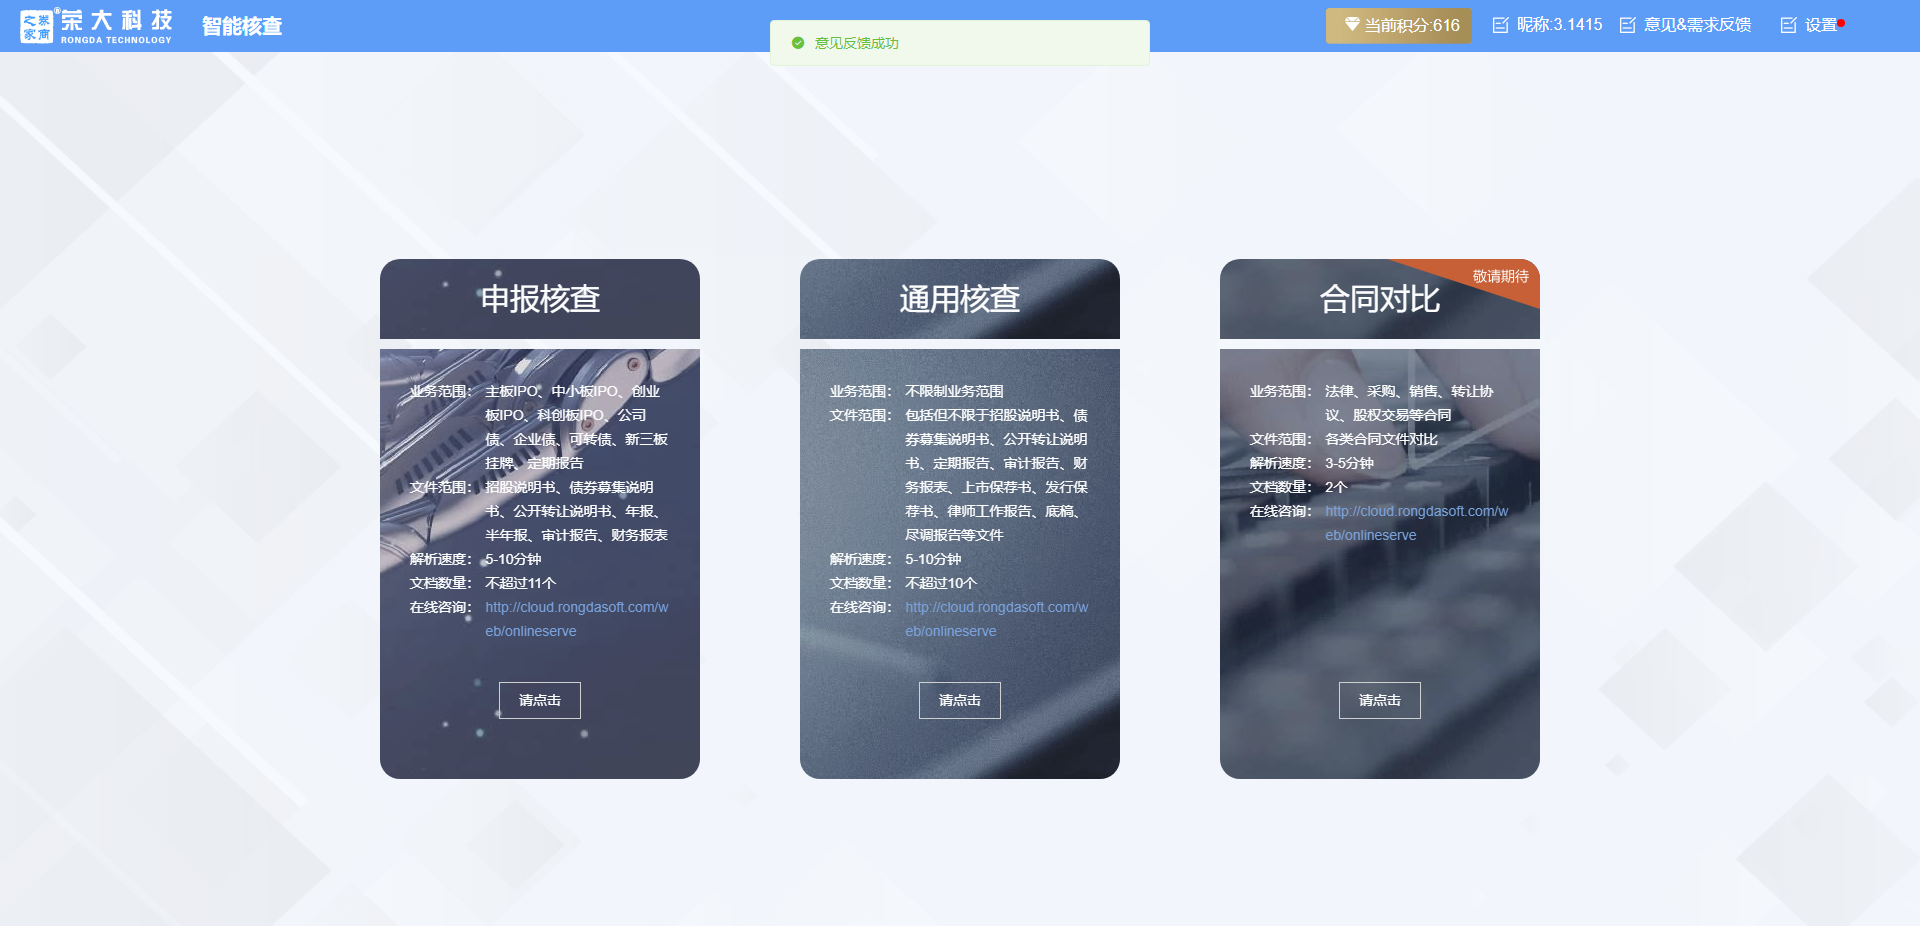 券商之家®
荣大科技
RONGDA TECHNOLOGY
智能核查
意见反馈成功
当前积分:616
昵称:3.1415
意见&需求反馈
设置
申报核查
业务范围： 主板IPO、中小板IPO、创业
板IPO、科创板IPO、公司
债、企业债、可转债、新三板
挂牌、定期报告
文件范围： 招股说明书、债券募集说明
书、公开转让说明书、年报、
半年报、审计报告、财务报表
解析速度： 5-10分钟
文档数量： 不超过11个
在线咨询： http://cloud.rongdasoft.com/w
eb/onlineserve
请点击
通用核查
业务范围： 不限制业务范围
文件范围： 包括但不限于招股说明书、债
券募集说明书、公开转让说明
书、定期报告、审计报告、财
务报表、上市保荐书、发行保
荐书、律师工作报告、底稿、
尽调报告等文件
解析速度： 5-10分钟
文档数量： 不超过10个
在线咨询： http://cloud.rongdasoft.com/w
eb/onlineserve
请点击
合同对比
敬请期待
业务范围： 法律、采购、销售、转让协
议、股权交易等合同
文件范围： 各类合同文件对比
解析速度： 3-5分钟
文档数量： 2个
在线咨询： http://cloud.rongdasoft.com/w
eb/onlineserve
请点击